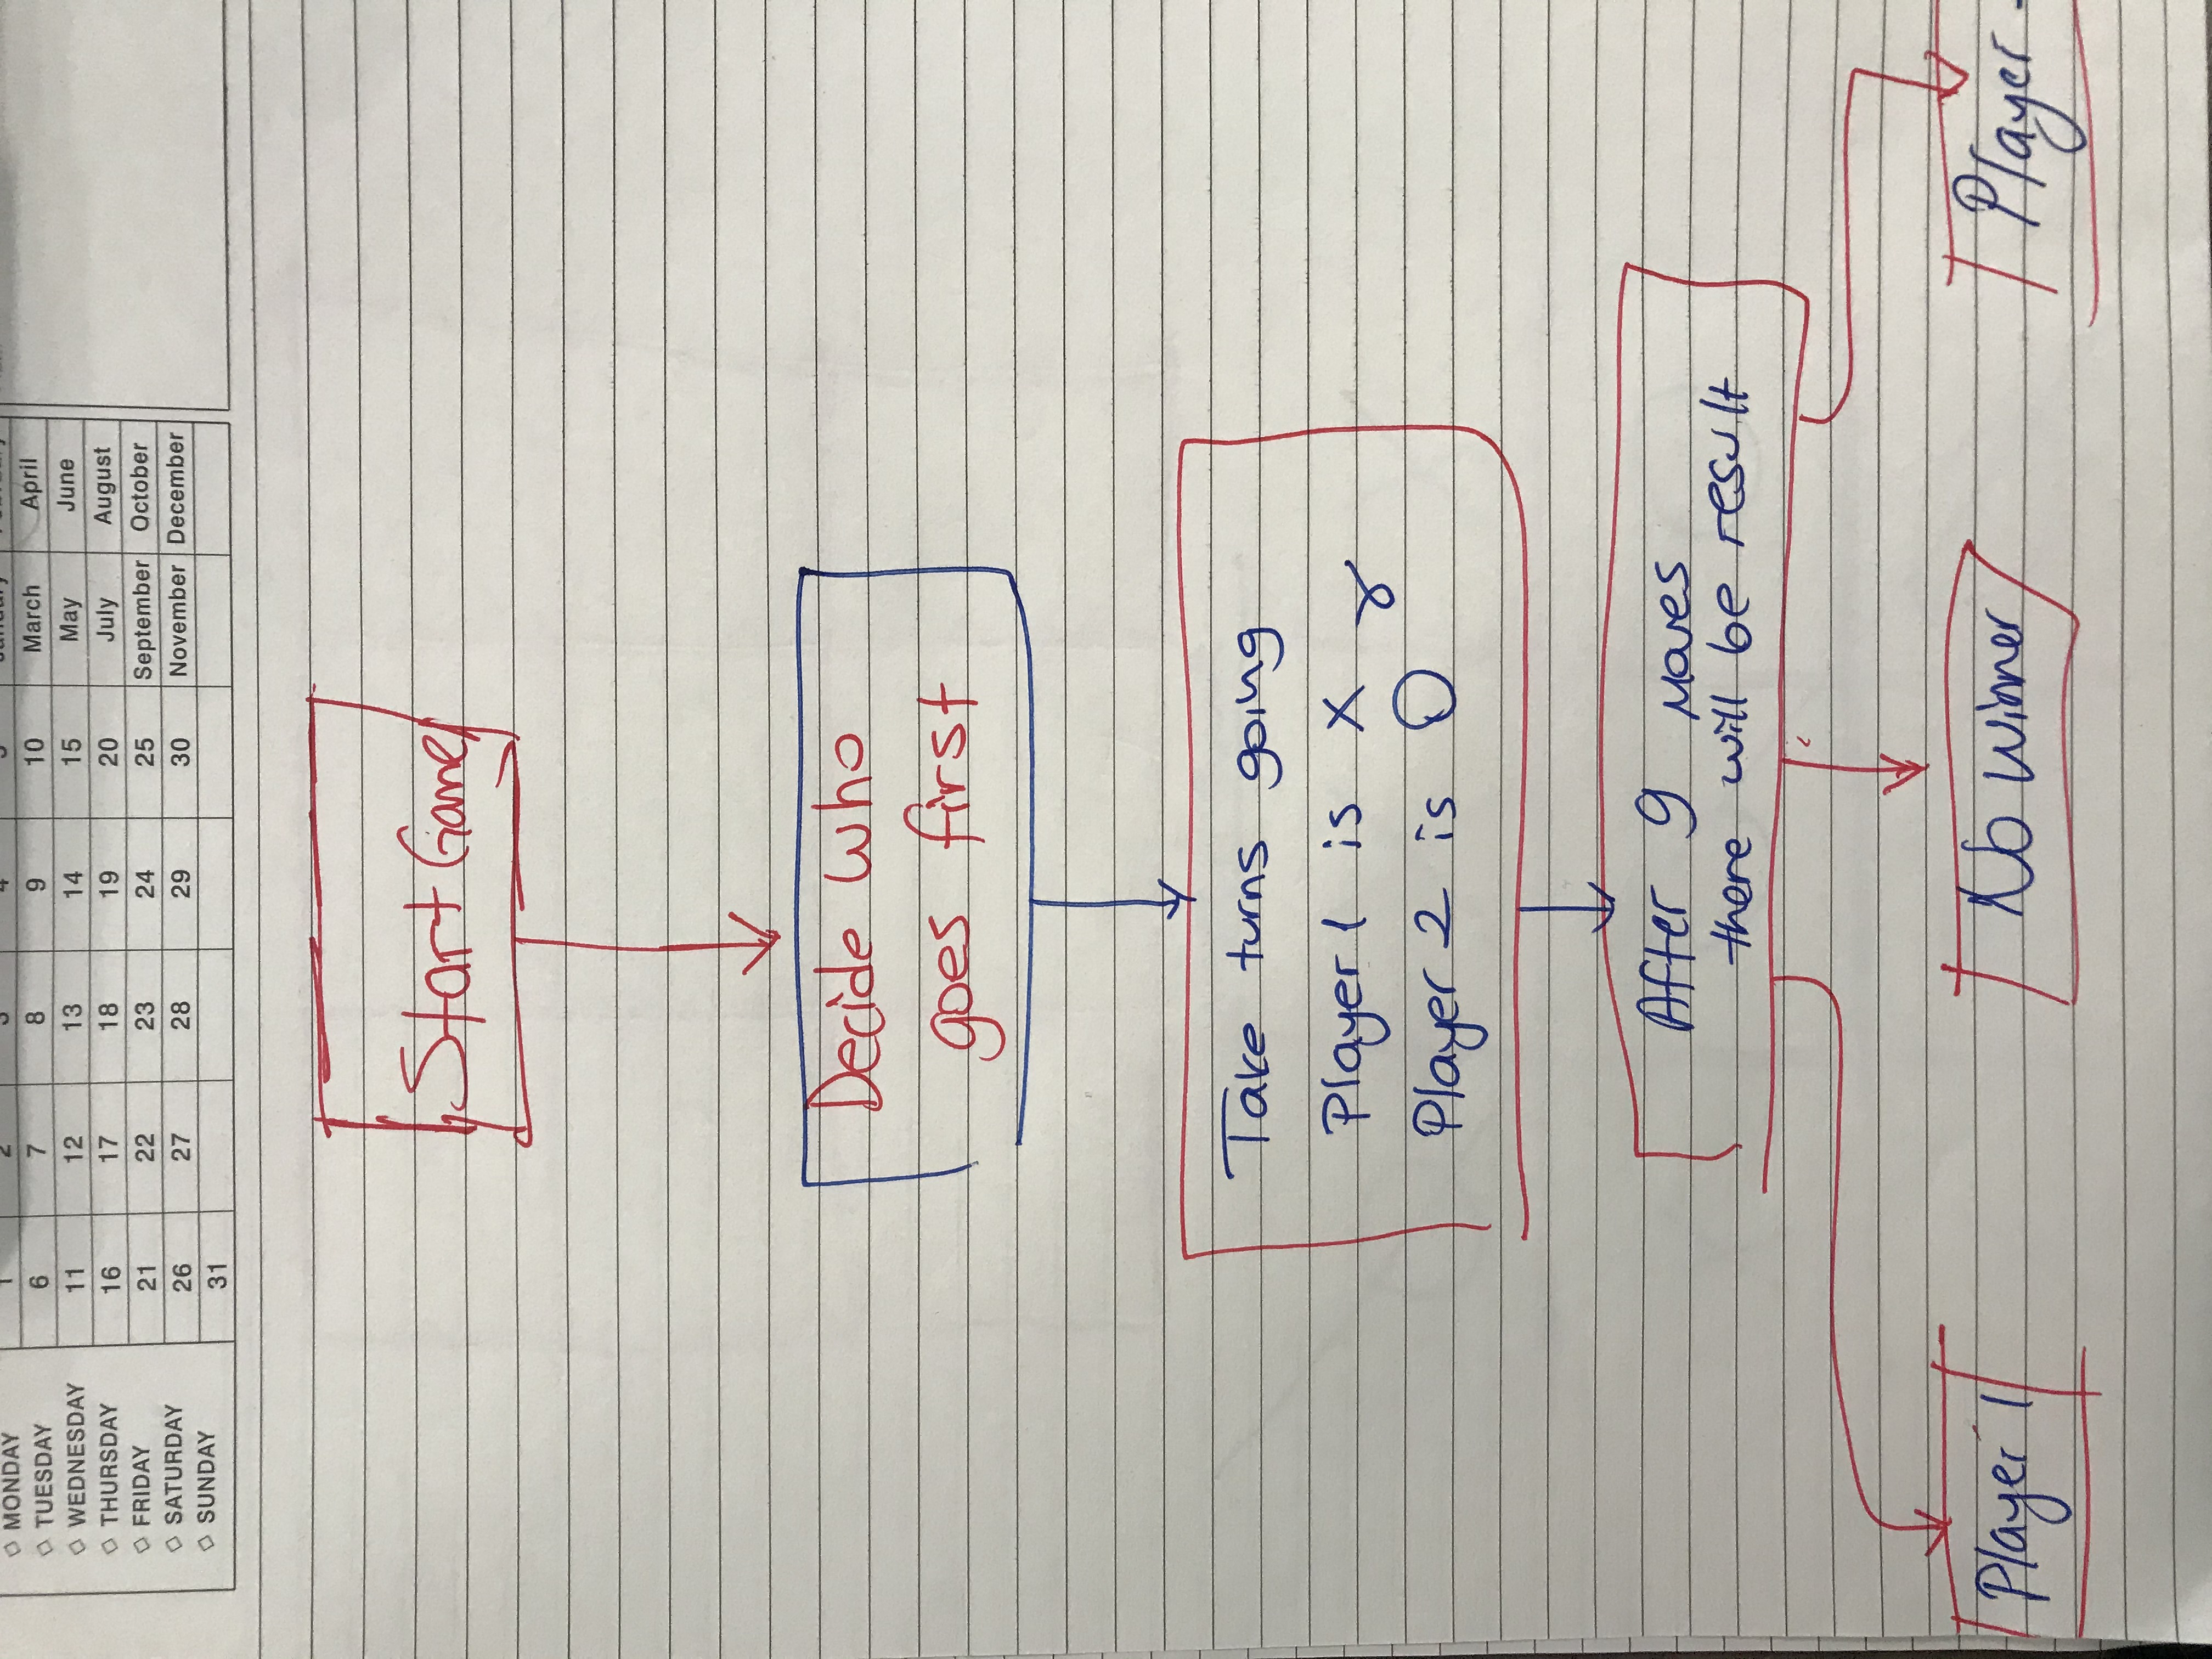 MONDAY 1 2 3 4 5 January February
TUESDAY 6 7 8 9 10 March April
WEDNESDAY 11 12 13 14 15 May June
THURSDAY 16 17 18 19 20 July August
FRIDAY 21 22 23 24 25 September October
SATURDAY 26 27 28 29 30 November December
SUNDAY 31
Start Game
Decide who
goes first
Take turns going
Player 1 is X
Player 2 is O
After 9 moves
there will be result
Player 1 No Winner Player